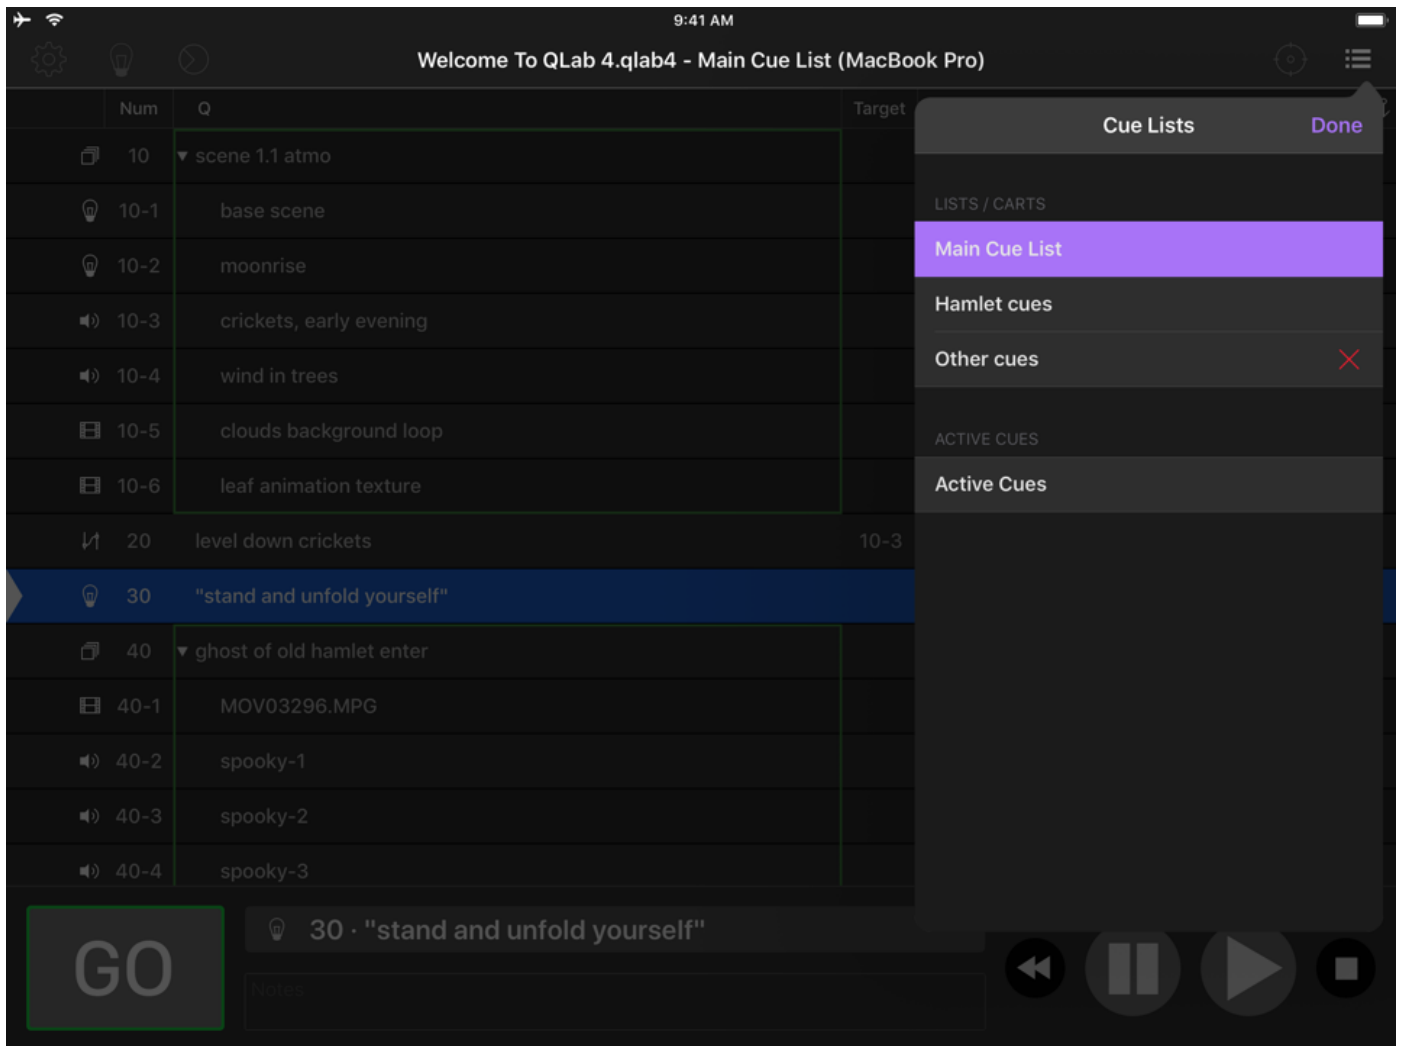 9:41 AM
Welcome To QLab 4.qlab4 - Main Cue List (MacBook Pro)
Num Q Target
10 scene 1.1 atmo
10-1 base scene
10-2 moonrise
10-3 crickets, early evening
10-4 wind in trees
10-5 clouds background loop
10-6 leaf animation texture
20 level down crickets 10-3
30 "stand and unfold yourself"
40 ghost of old hamlet enter
40-1 MOV03296.MPG
40-2 spooky-1
40-3 spooky-2
40-4 spooky-3
Cue Lists Done
LISTS / CARTS
Main Cue List
Hamlet cues
Other cues
ACTIVE CUES
Active Cues
GO
30 · "stand and unfold yourself"
Notes